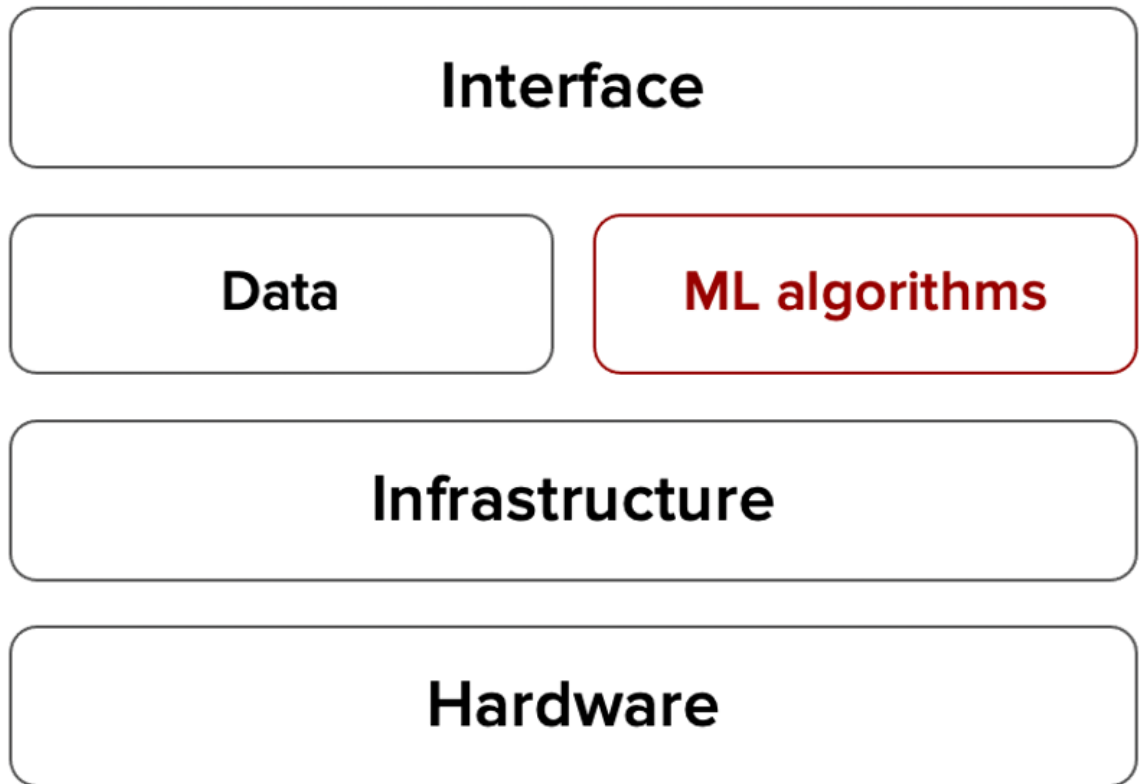 Interface
Data
ML algorithms
Infrastructure
Hardware